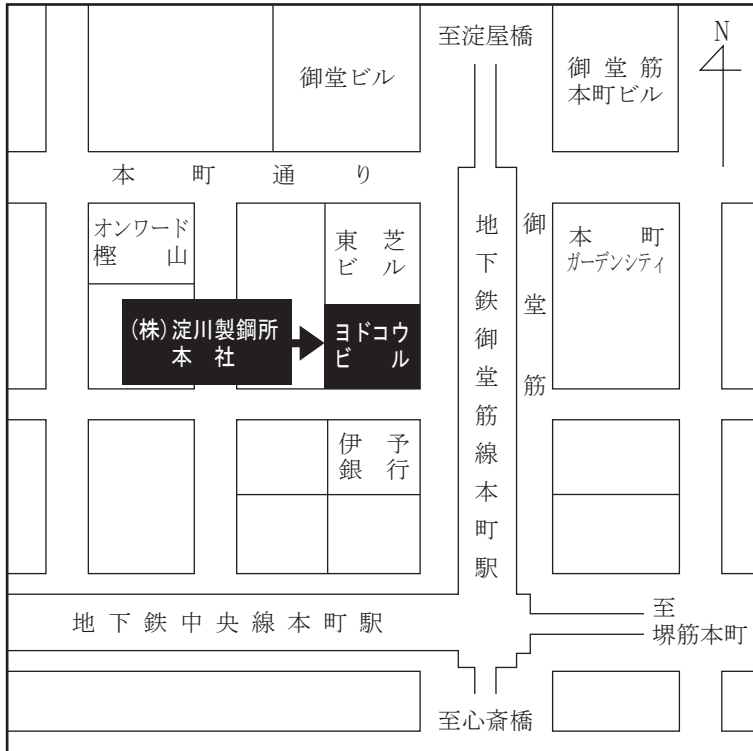 至淀屋橋
N
御堂ビル
御堂筋
本町ビル
本町通り
オンワード
樫山
東芝
ビル
地下鉄御堂筋線本町駅
御堂筋
本町
ガーデンシティ
(株)淀川製鋼所
本社
ヨドコウ
ビル
伊予
銀行
地下鉄中央線本町駅
至
堺筋本町
至心斎橋